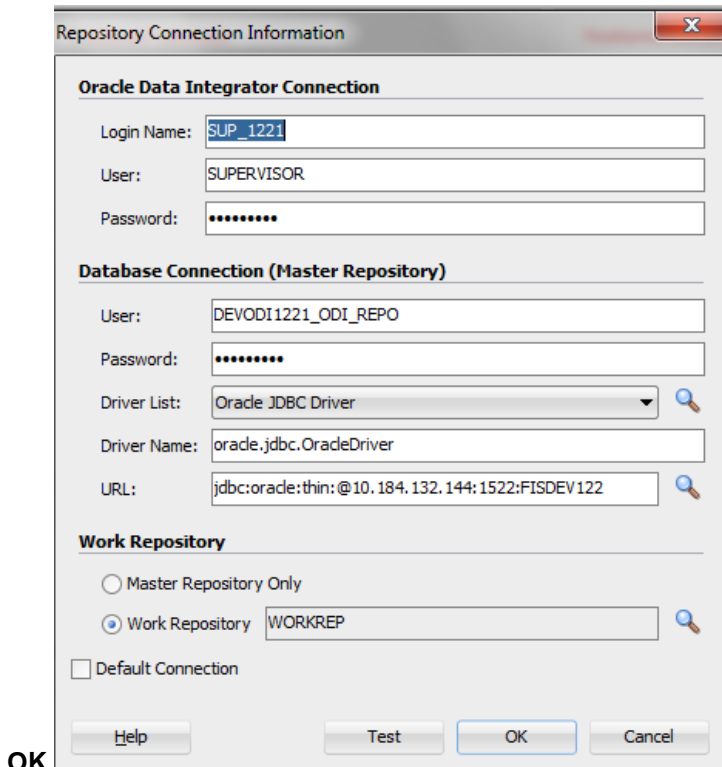 Repository Connection Information
Oracle Data Integrator Connection
Login Name: SUP_1221
User: SUPERVISOR
Password: •••••••••
Database Connection (Master Repository)
User: DEVODI1221_ODI_REPO
Password: •••••••••
Driver List: Oracle JDBC Driver
Driver Name: oracle.jdbc.OracleDriver
URL: jdbc:oracle:thin:@10.184.132.144:1522:FISDEV122
Work Repository
Master Repository Only
Work Repository WORKREP
Default Connection
Help Test OK Cancel
OK